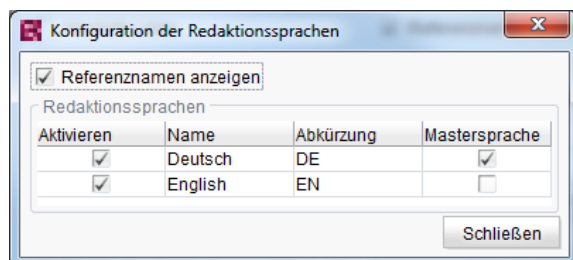 Konfiguration der Redaktionssprachen
Referenznamen anzeigen
Redaktionssprachen
Aktivieren Name Abkürzung Mastersprache
Deutsch DE
English EN
Schließen